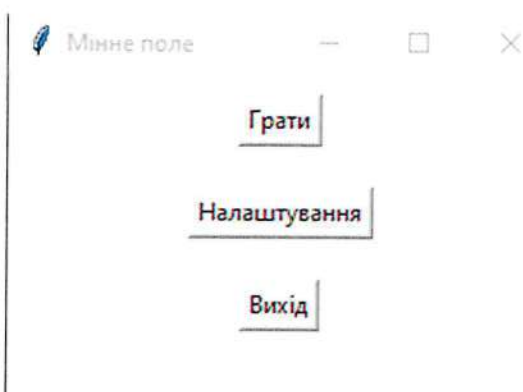 Мінне поле
Грати
Налаштування
Вихід